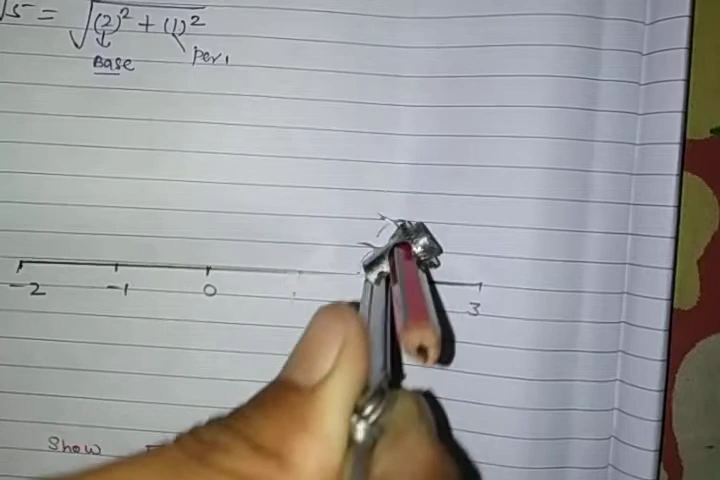 √5 = √(2)² + (1)²
Base per.
-2 -1 0 3
Show